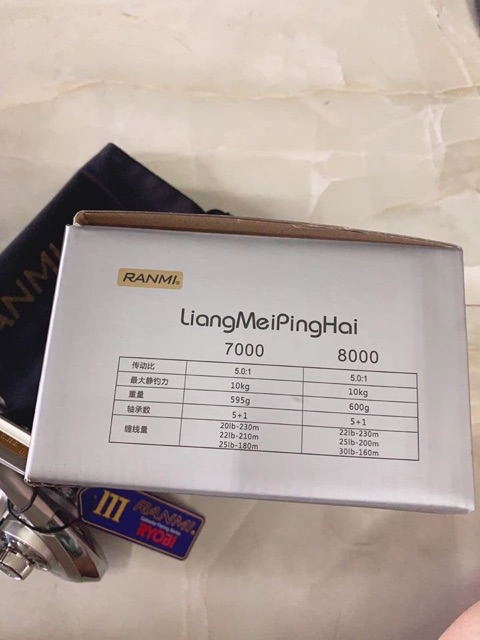 RANMI
LiangMeiPingHai
7000 8000
传动比 5.0:1 5.0:1
最大静钓力 10kg 10kg
重量 595g 600g
轴承数 5+1 5+1
缠线量 20lb-230m 22lb-230m
22lb-210m 25lb-200m
25lb-180m 30lb-160m
III RANMI
RYOBI